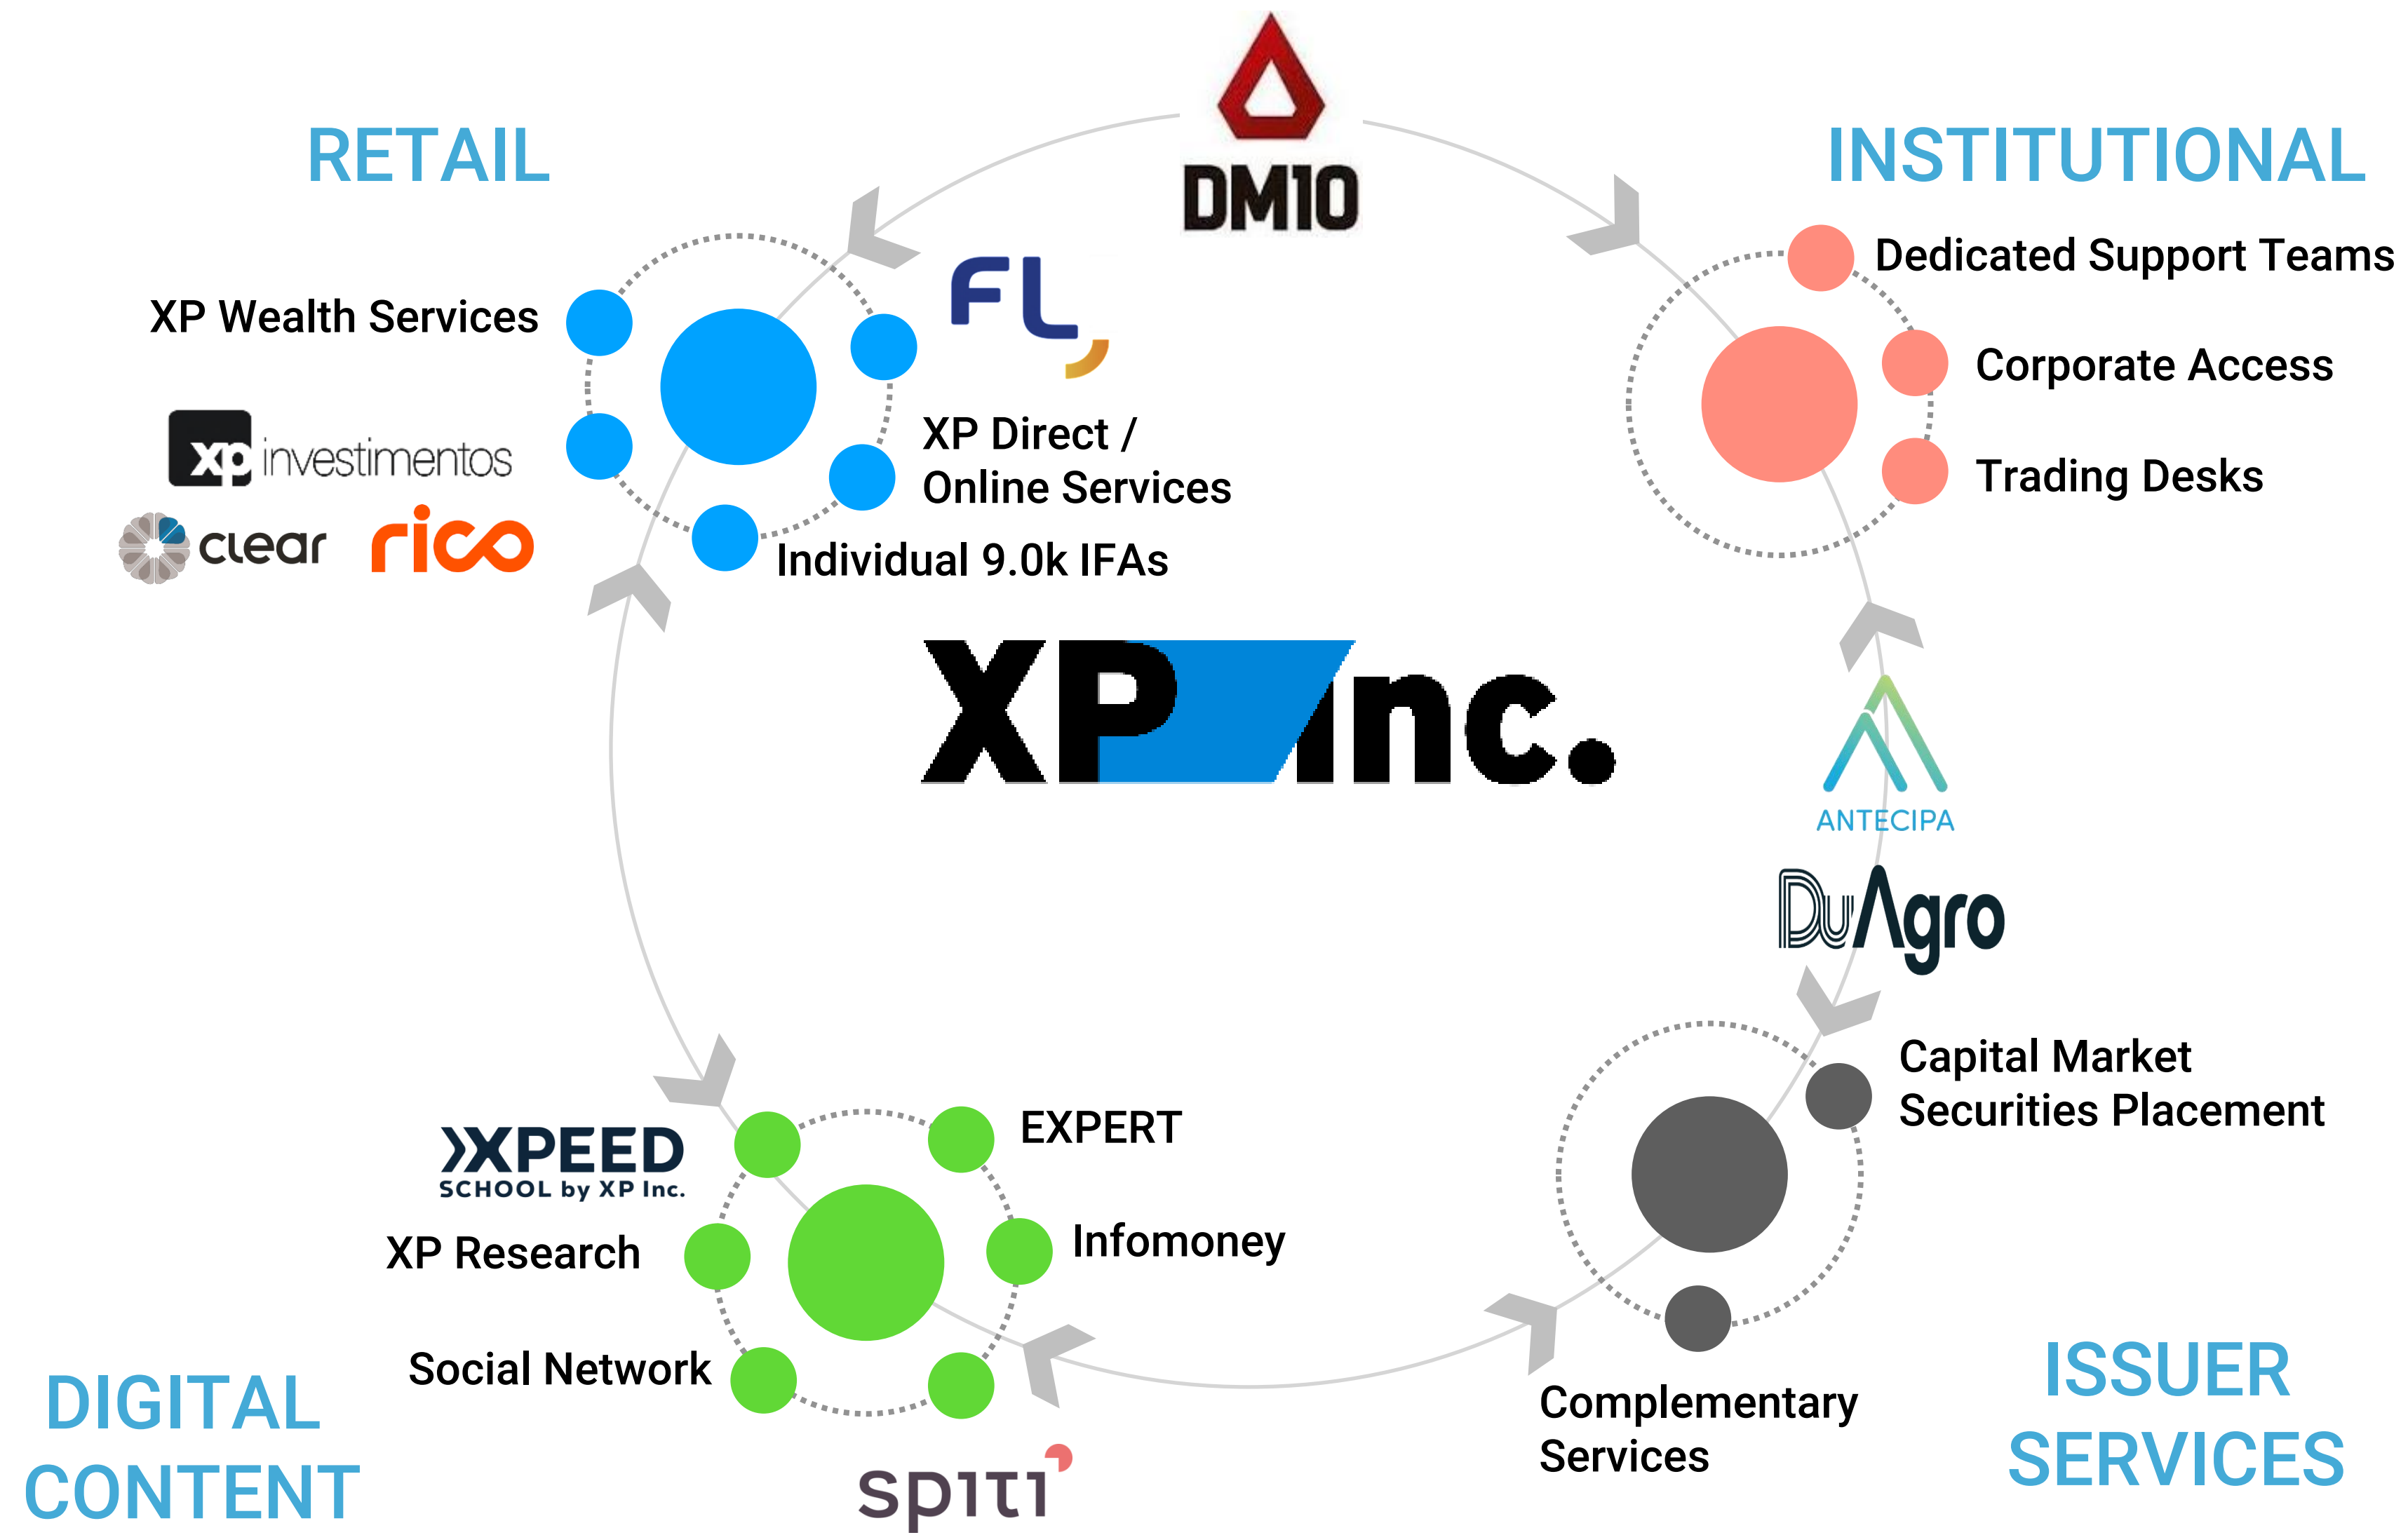 DM10
RETAIL
INSTITUTIONAL
XP Wealth Services
FL
xp investimentos
clear
rico
XP Direct /
Online Services
Individual 9.0k IFAs
Dedicated Support Teams
Corporate Access
Trading Desks
XP Inc.
ANTECIPA
DuAgro
XPEED
SCHOOL by XP Inc.
XP Research
Social Network
EXPERT
Infomoney
spiti
DIGITAL
CONTENT
Capital Market
Securities Placement
Complementary
Services
ISSUER
SERVICES